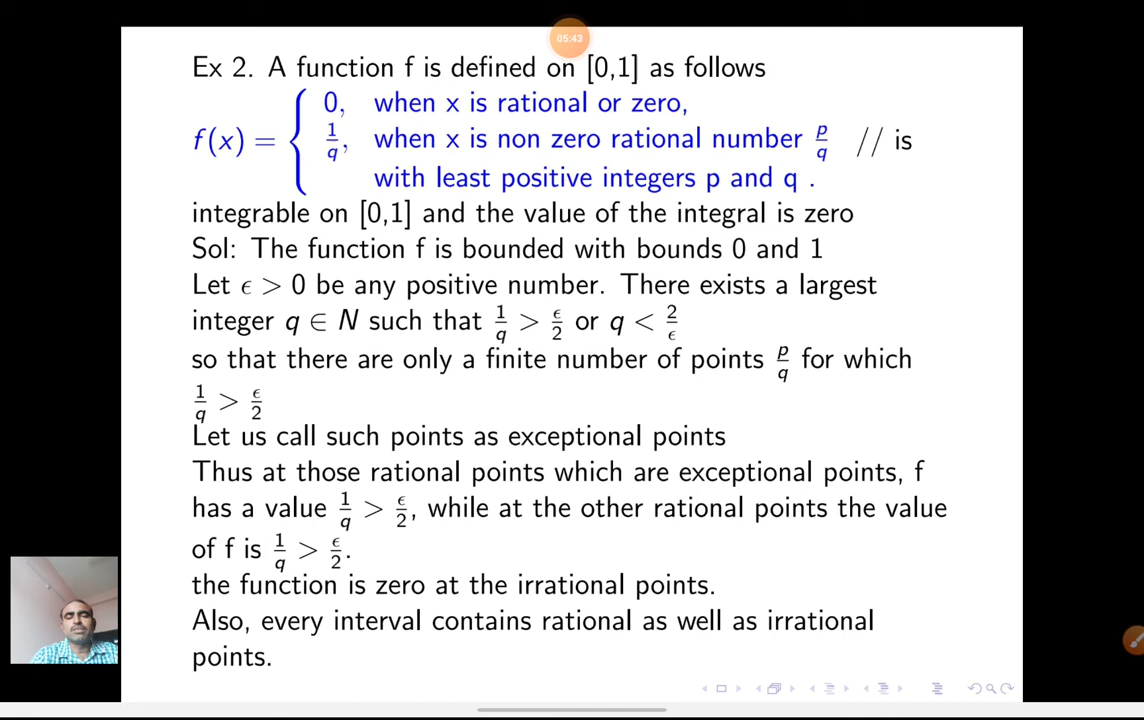 05:43
Ex 2. A function f is defined on [0,1] as follows
f(x) = { 0, when x is rational or zero,
1/q, when x is non zero rational number p/q // is
with least positive integers p and q .
integrable on [0,1] and the value of the integral is zero
Sol: The function f is bounded with bounds 0 and 1
Let ϵ > 0 be any positive number. There exists a largest
integer q ∈ N such that 1/q > ϵ/2 or q < 2/ϵ
so that there are only a finite number of points p/q for which
1/q > ϵ/2
Let us call such points as exceptional points
Thus at those rational points which are exceptional points, f
has a value 1/q > ϵ/2, while at the other rational points the value
of f is 1/q > ϵ/2.
the function is zero at the irrational points.
Also, every interval contains rational as well as irrational
points.